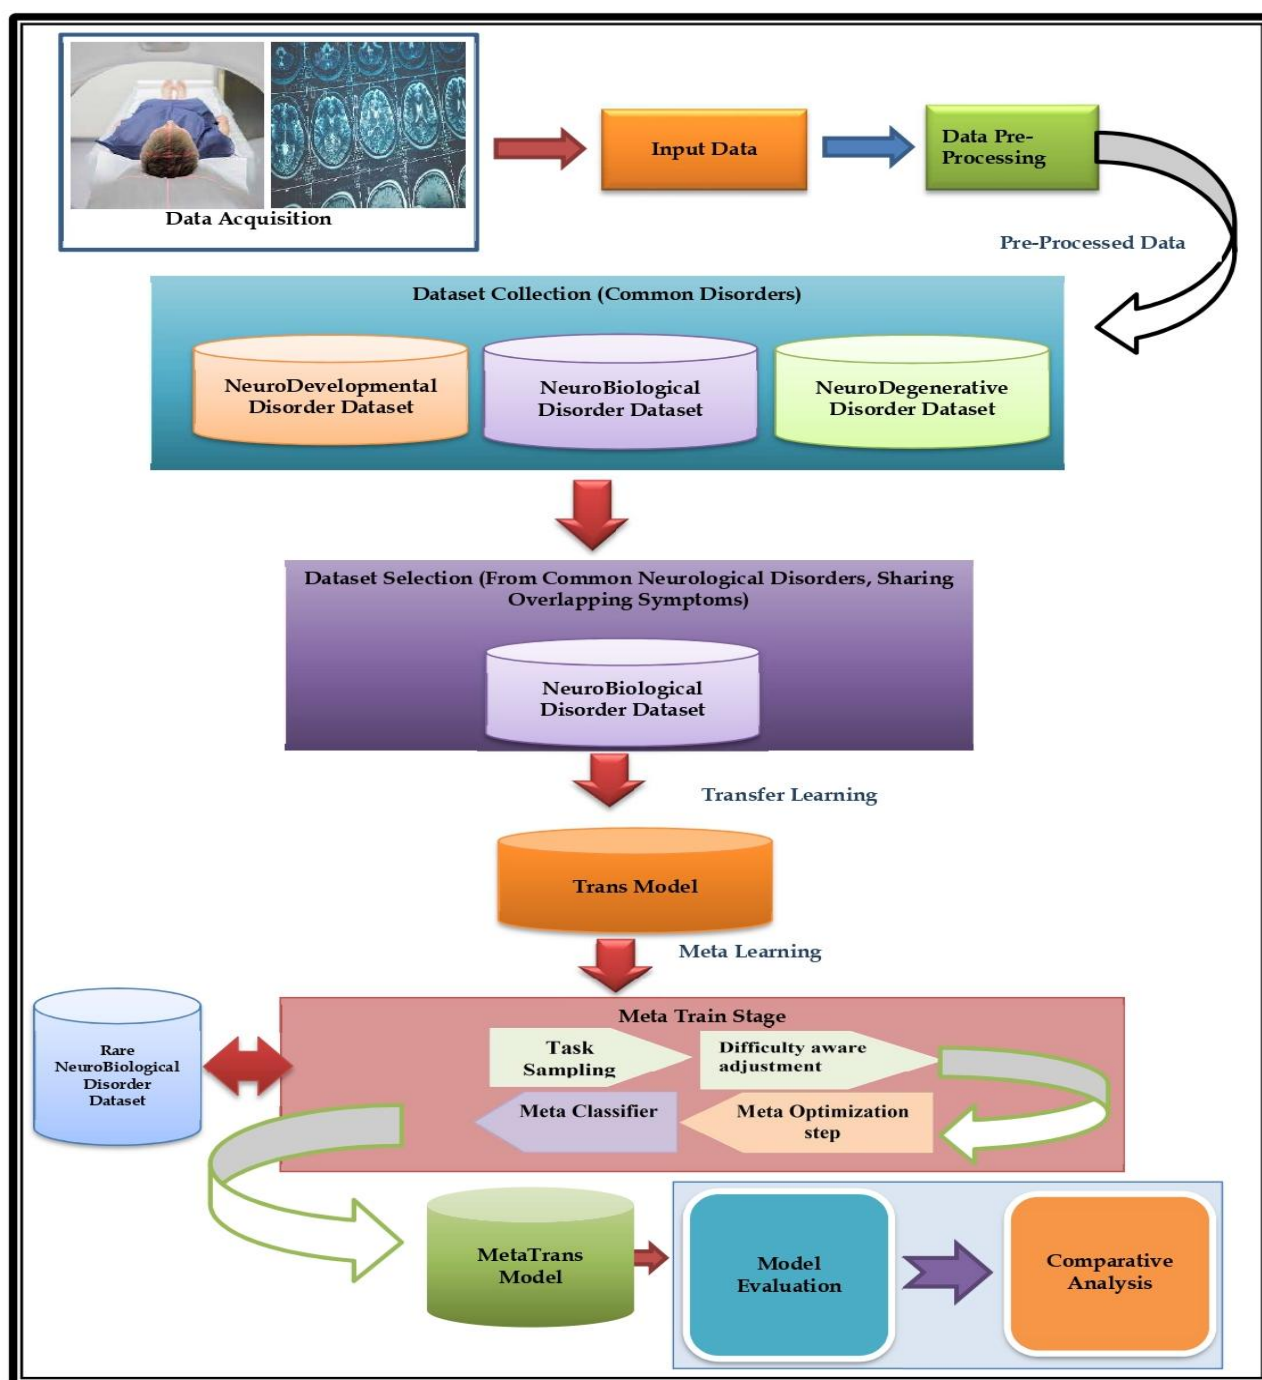 Data Acquisition
Input Data
Data Pre-
Processing
Pre-Processed Data
Dataset Collection (Common Disorders)
NeuroDevelopmental
Disorder Dataset
NeuroBiological
Disorder Dataset
NeuroDegenerative
Disorder Dataset
Dataset Selection (From Common Neurological Disorders, Sharing
Overlapping Symptoms)
NeuroBiological
Disorder Dataset
Transfer Learning
Trans Model
Meta Learning
Rare
NeuroBiological
Disorder
Dataset
Meta Train Stage
Task
Sampling
Difficulty aware
adjustment
Meta Optimization
step
Meta Classifier
MetaTrans
Model
Model
Evaluation
Comparative
Analysis